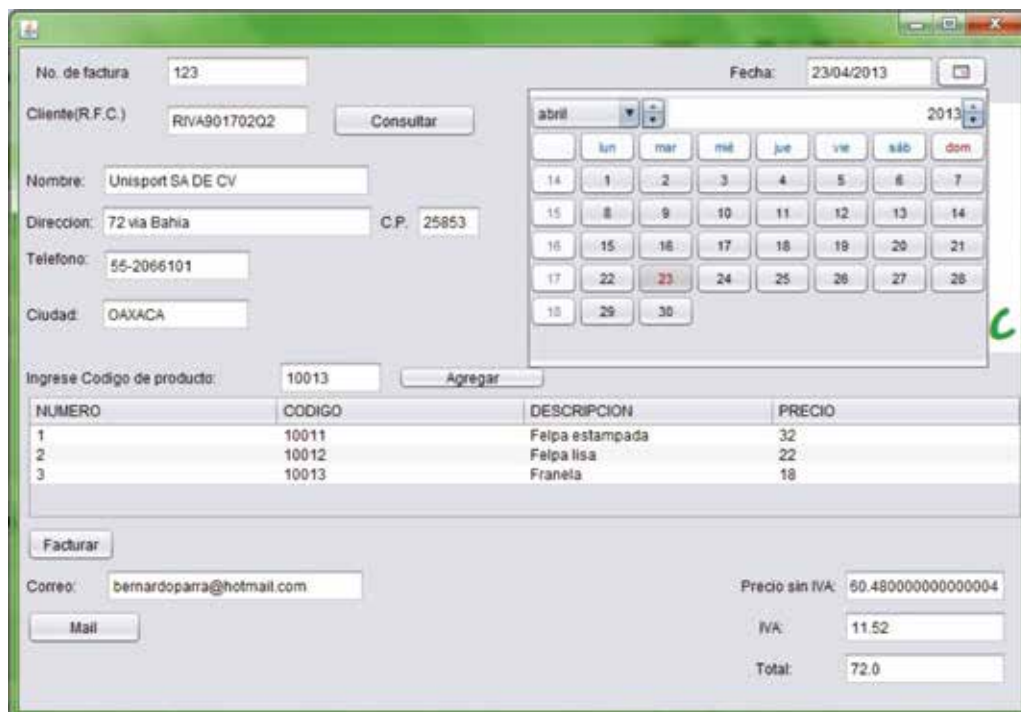 No. de factura 123 Fecha: 23/04/2013
Cliente(R.F.C.) RIVA901702Q2 Consultar
abril 2013
lun mar mié jue vie sáb dom
14 1 2 3 4 5 6 7
15 8 9 10 11 12 13 14
16 15 16 17 18 19 20 21
17 22 23 24 25 26 27 28
18 29 30
Nombre: Unisport SA DE CV
Direccion: 72 via Bahia C.P. 25853
Telefono: 55-2066101
Ciudad: OAXACA
C
Ingrese Codigo de producto: 10013 Agregar
NUMERO CODIGO DESCRIPCION PRECIO
1 10011 Felpa estampada 32
2 10012 Felpa lisa 22
3 10013 Franela 18
Facturar
Correo: bernardoparra@hotmail.com
Mail
Precio sin IVA: 60.480000000000004
IVA: 11.52
Total: 72.0